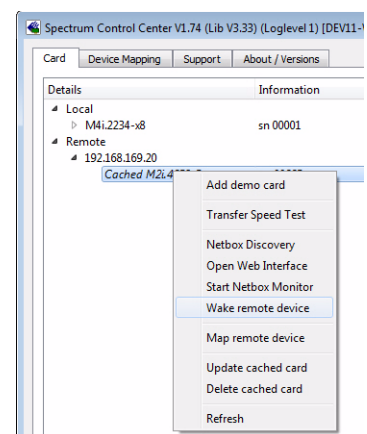 Spectrum Control Center V1.74 (Lib V3.33) (Loglevel 1) [DEV11-
Card Device Mapping Support About / Versions
Details Information
Local
M4i.2234-x8 sn 00001
Remote
192.168.169.20
Cached
Add demo card
Transfer Speed Test
Netbox Discovery
Open Web Interface
Start Netbox Monitor
Wake remote device
Map remote device
Update cached card
Delete cached card
Refresh